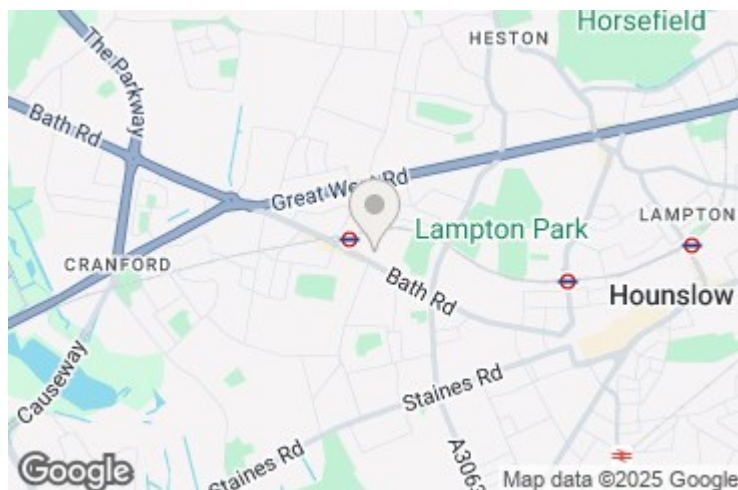 Horsefield
HESTON
The Parkway
Bath Rd
Great West Rd
Lampton Park
LAMPTON
CRANFORD
Bath Rd
Hounslow
Causeway
Staines Rd
Staines Rd
A3063
Google
Map data ©2025 Google